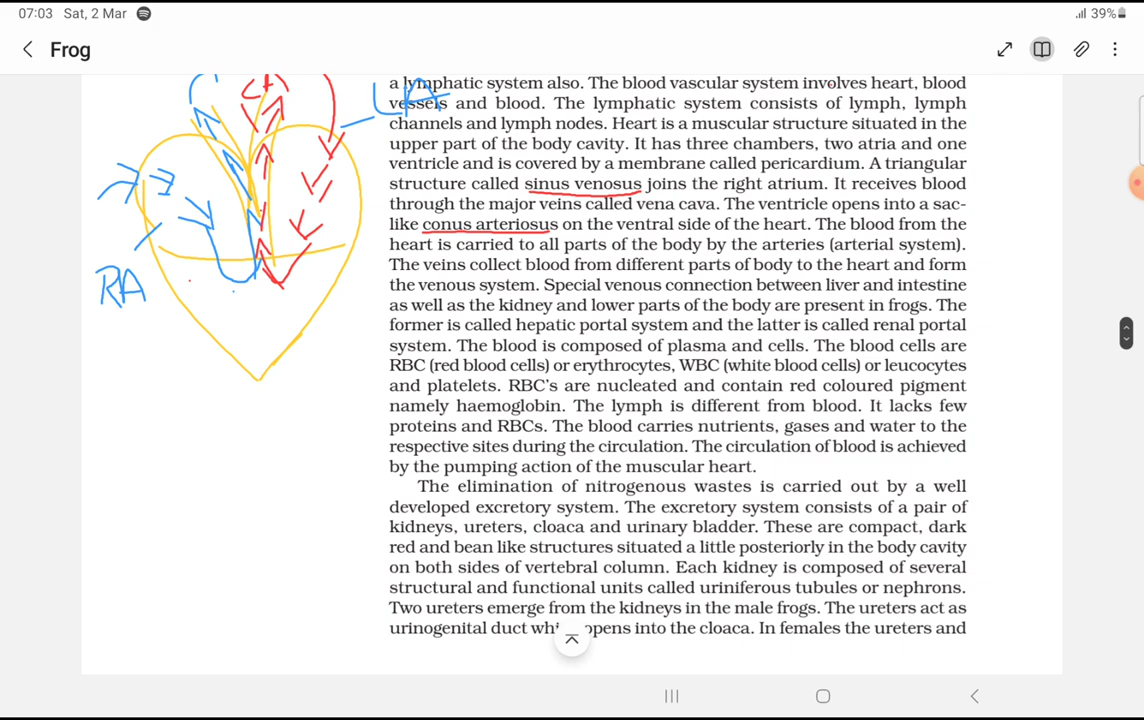 07:03 Sat, 2 Mar 39%
Frog
a lymphatic system also. The blood vascular system involves heart, blood
vessels and blood. The lymphatic system consists of lymph, lymph
channels and lymph nodes. Heart is a muscular structure situated in the
upper part of the body cavity. It has three chambers, two atria and one
ventricle and is covered by a membrane called pericardium. A triangular
structure called sinus venosus joins the right atrium. It receives blood
through the major veins called vena cava. The ventricle opens into a sac-
like conus arteriosus on the ventral side of the heart. The blood from the
heart is carried to all parts of the body by the arteries (arterial system).
The veins collect blood from different parts of body to the heart and form
the venous system. Special venous connection between liver and intestine
as well as the kidney and lower parts of the body are present in frogs. The
former is called hepatic portal system and the latter is called renal portal
system. The blood is composed of plasma and cells. The blood cells are
RBC (red blood cells) or erythrocytes, WBC (white blood cells) or leucocytes
and platelets. RBC's are nucleated and contain red coloured pigment
namely haemoglobin. The lymph is different from blood. It lacks few
proteins and RBCs. The blood carries nutrients, gases and water to the
respective sites during the circulation. The circulation of blood is achieved
by the pumping action of the muscular heart.
The elimination of nitrogenous wastes is carried out by a well
developed excretory system. The excretory system consists of a pair of
kidneys, ureters, cloaca and urinary bladder. These are compact, dark
red and bean like structures situated a little posteriorly in the body cavity
on both sides of vertebral column. Each kidney is composed of several
structural and functional units called uriniferous tubules or nephrons.
Two ureters emerge from the kidneys in the male frogs. The ureters act as
urinogenital duct opens into the cloaca. In females the ureters and
LA
RA